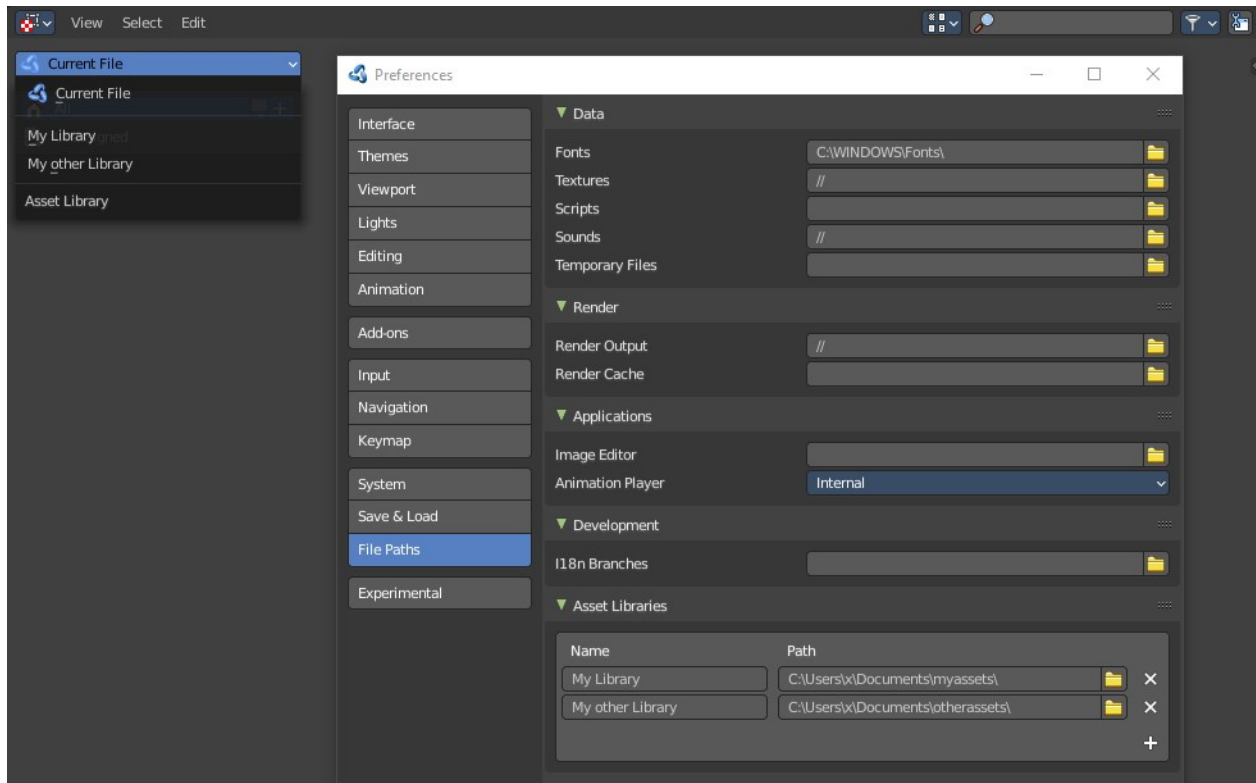 View Select Edit
Current File
Current File
All
My Library
My other Library
Asset Library
Preferences
Interface
Themes
Viewport
Lights
Editing
Animation
Add-ons
Input
Navigation
Keymap
System
Save & Load
File Paths
Experimental
Data
Fonts C:\WINDOWS\Fonts\
Textures //
Scripts
Sounds //
Temporary Files
Render
Render Output //
Render Cache
Applications
Image Editor
Animation Player Internal
Development
I18n Branches
Asset Libraries
Name Path
My Library C:\Users\x\Documents\myassets\
My other Library C:\Users\x\Documents\otherassets\